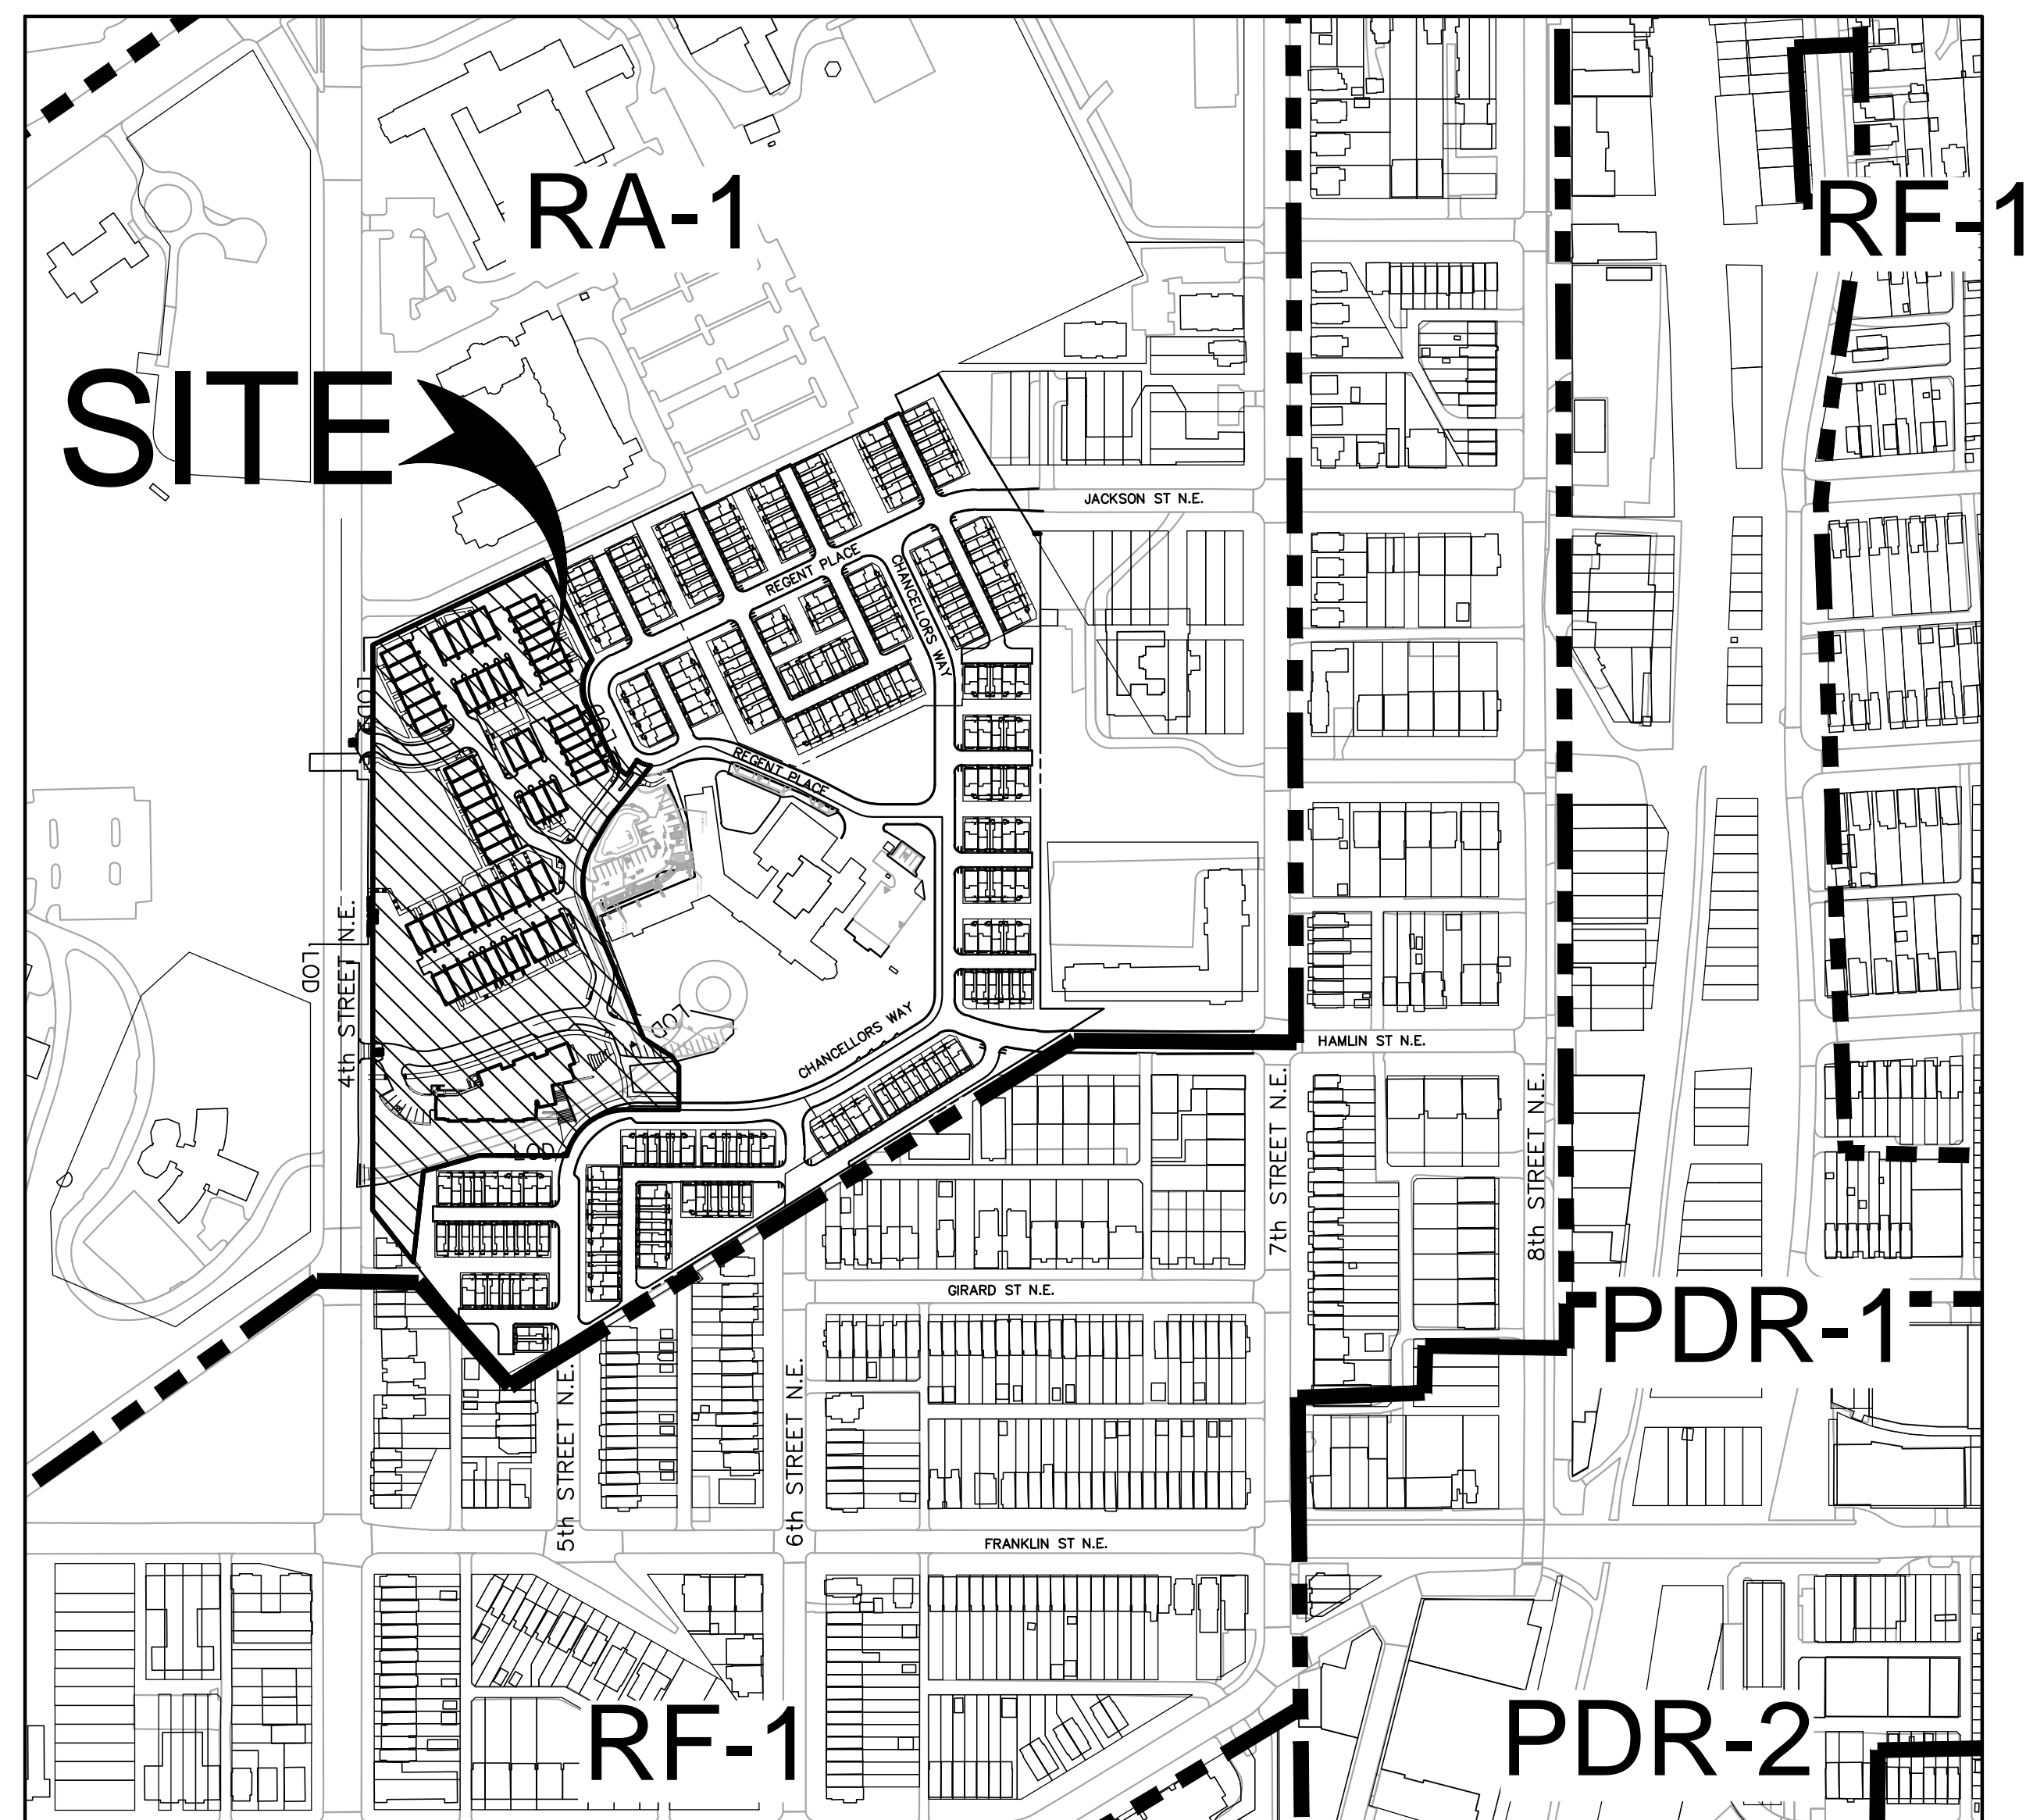 RA-1
RF-1
SITE
JACKSON ST N.E.
REGENT PLACE
CHANCELLORS WAY
LOD
LOD
REGENT PLACE
4th STREET N.E.
LOD
LOD
CHANCELLORS WAY
HAMLIN ST N.E.
LOD
7th STREET N.E.
8th STREET N.E.
GIRARD ST N.E.
PDR-1
5th STREET N.E.
6th STREET N.E.
FRANKLIN ST N.E.
RF-1
PDR-2